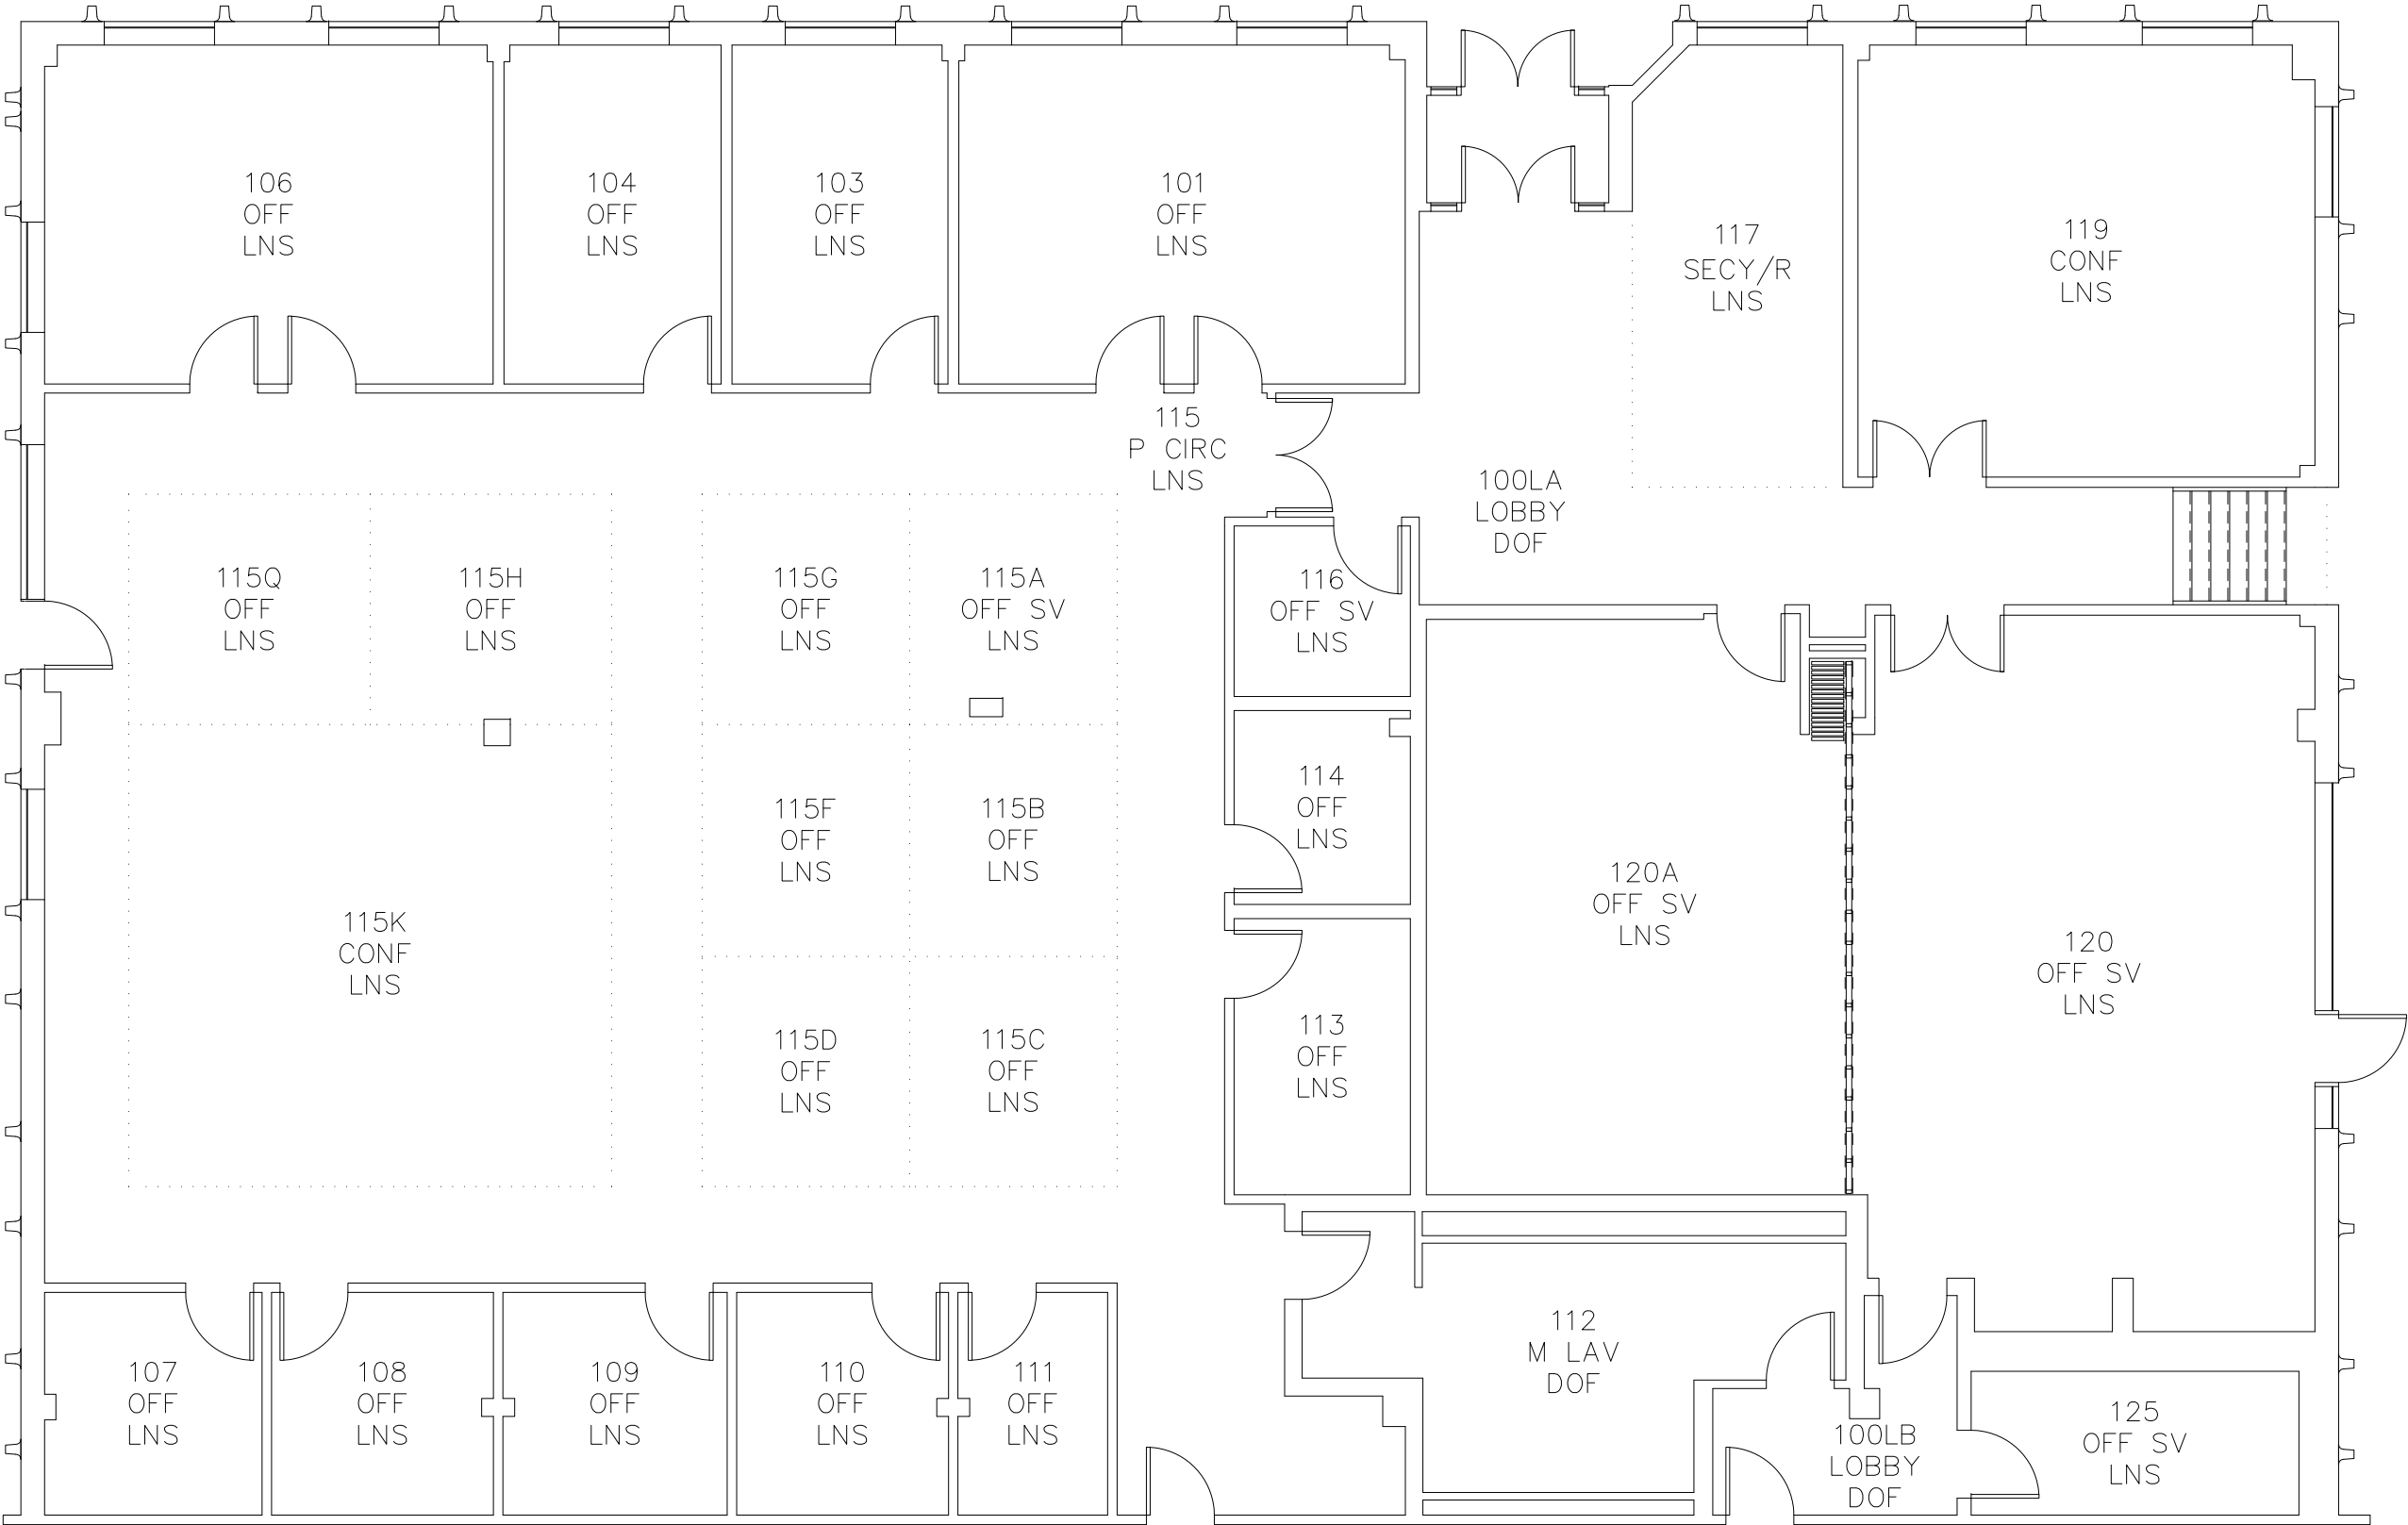 106
OFF
LNS
104
OFF
LNS
103
OFF
LNS
101
OFF
LNS
117
SECY/R
LNS
119
CONF
LNS
115
P CIRC
LNS
100LA
LOBBY
DOF
115Q
OFF
LNS
115H
OFF
LNS
115G
OFF
LNS
115A
OFF SV
LNS
116
OFF SV
LNS
115F
OFF
LNS
115B
OFF
LNS
114
OFF
LNS
120A
OFF SV
LNS
115K
CONF
LNS
120
OFF SV
LNS
115D
OFF
LNS
115C
OFF
LNS
113
OFF
LNS
112
M LAV
DOF
107
OFF
LNS
108
OFF
LNS
109
OFF
LNS
110
OFF
LNS
111
OFF
LNS
100LB
LOBBY
DOF
125
OFF SV
LNS